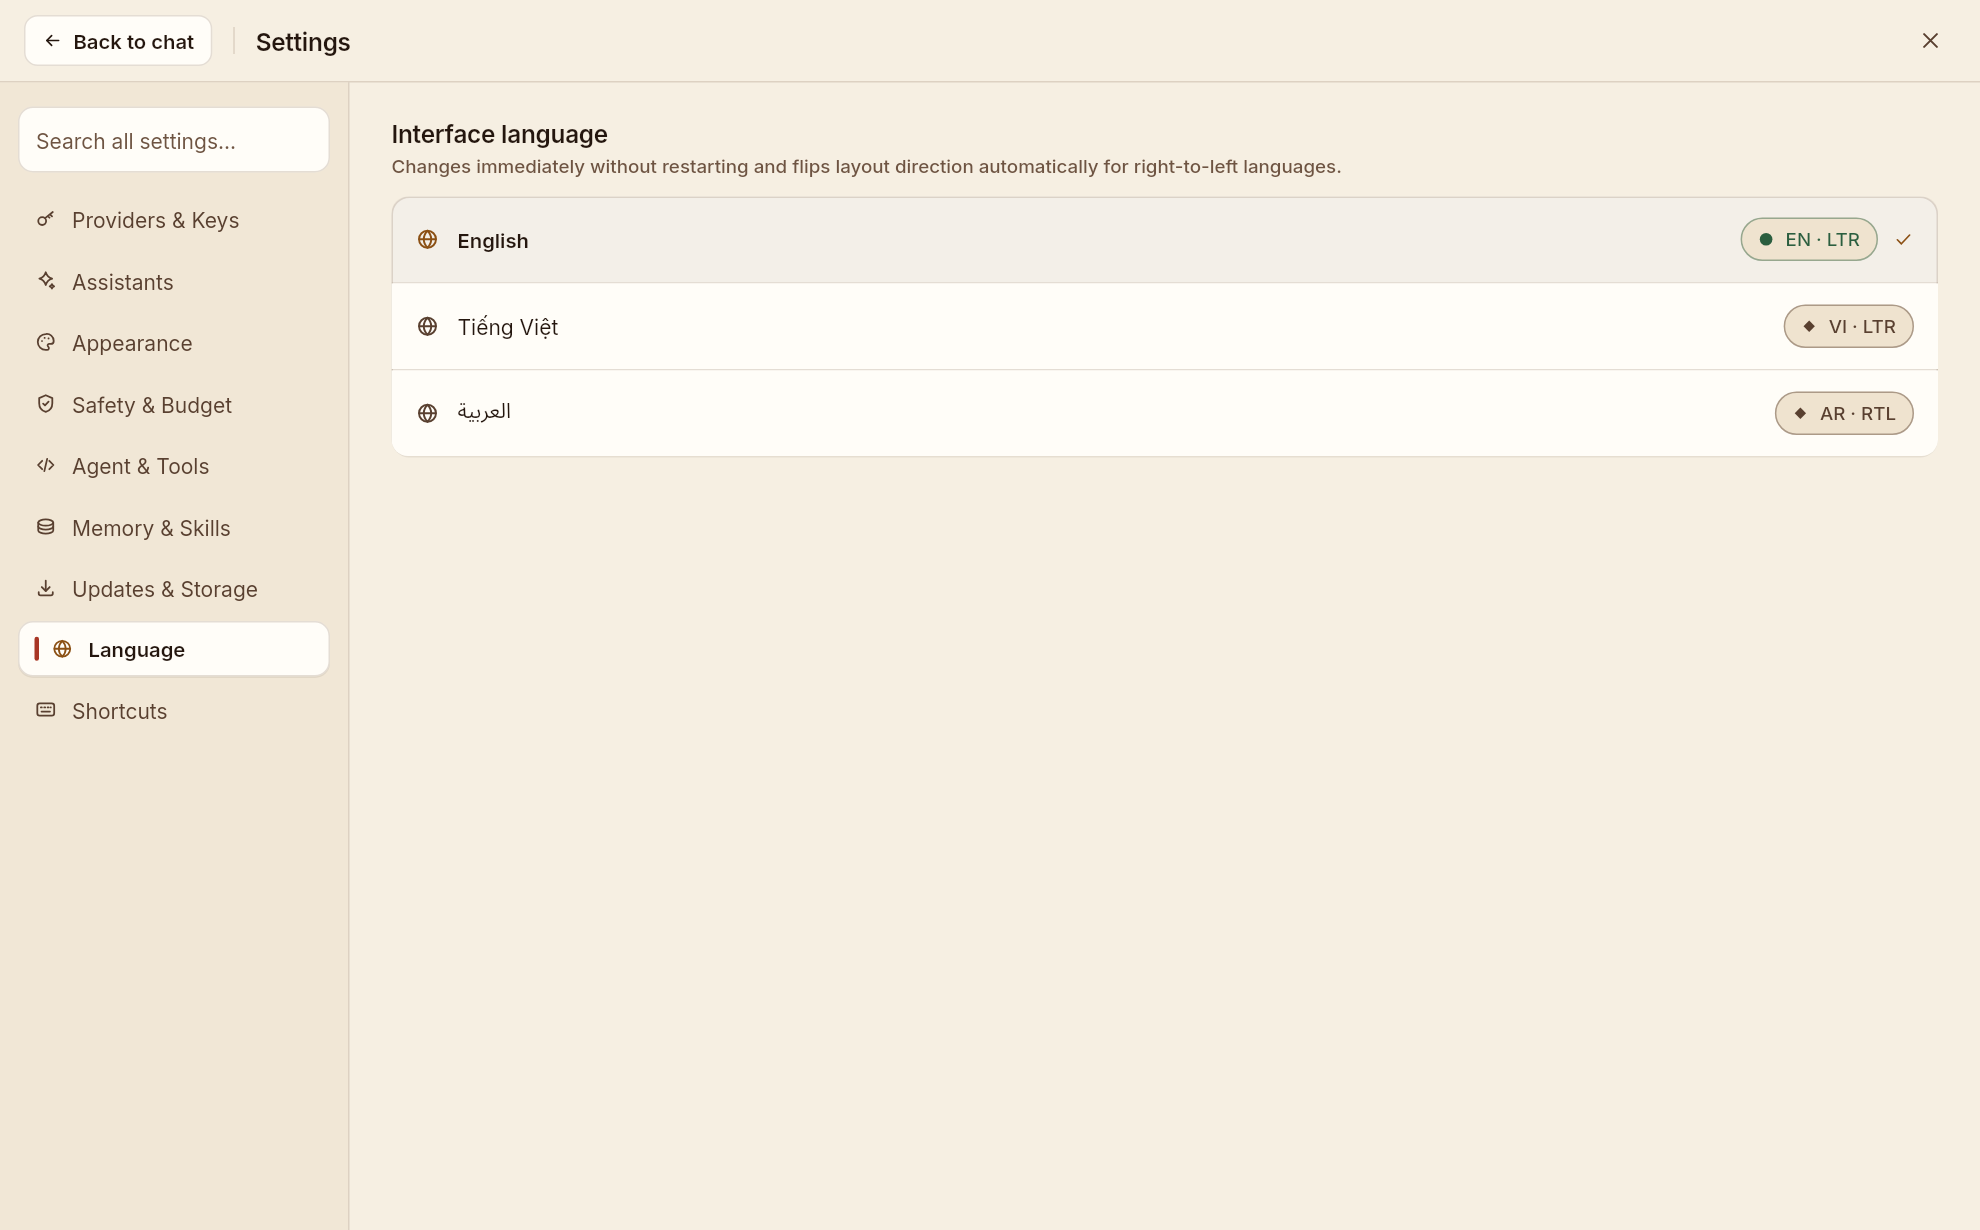 Back to chat
Settings
Search all settings...
Providers & Keys
Assistants
Appearance
Safety & Budget
Agent & Tools
Memory & Skills
Updates & Storage
Language
Shortcuts
Interface language
Changes immediately without restarting and flips layout direction automatically for right-to-left languages.
English
EN · LTR
Tiếng Việt
VI · LTR
العربية
AR · RTL